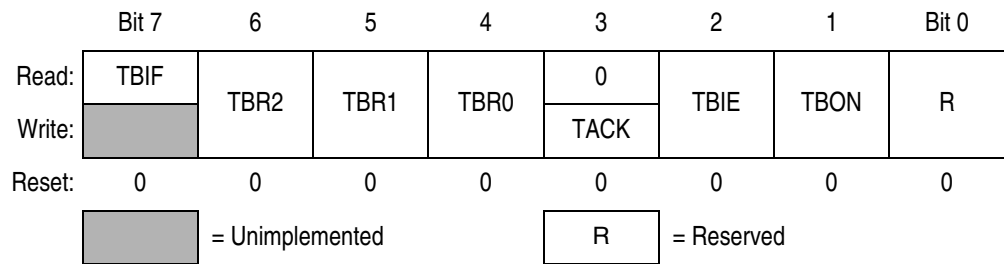 Bit 7 6 5 4 3 2 1 Bit 0
Read: TBIF TBR2 TBR1 TBR0 0 TBIE TBON R
Write: TACK
Reset: 0 0 0 0 0 0 0 0
= Unimplemented R = Reserved